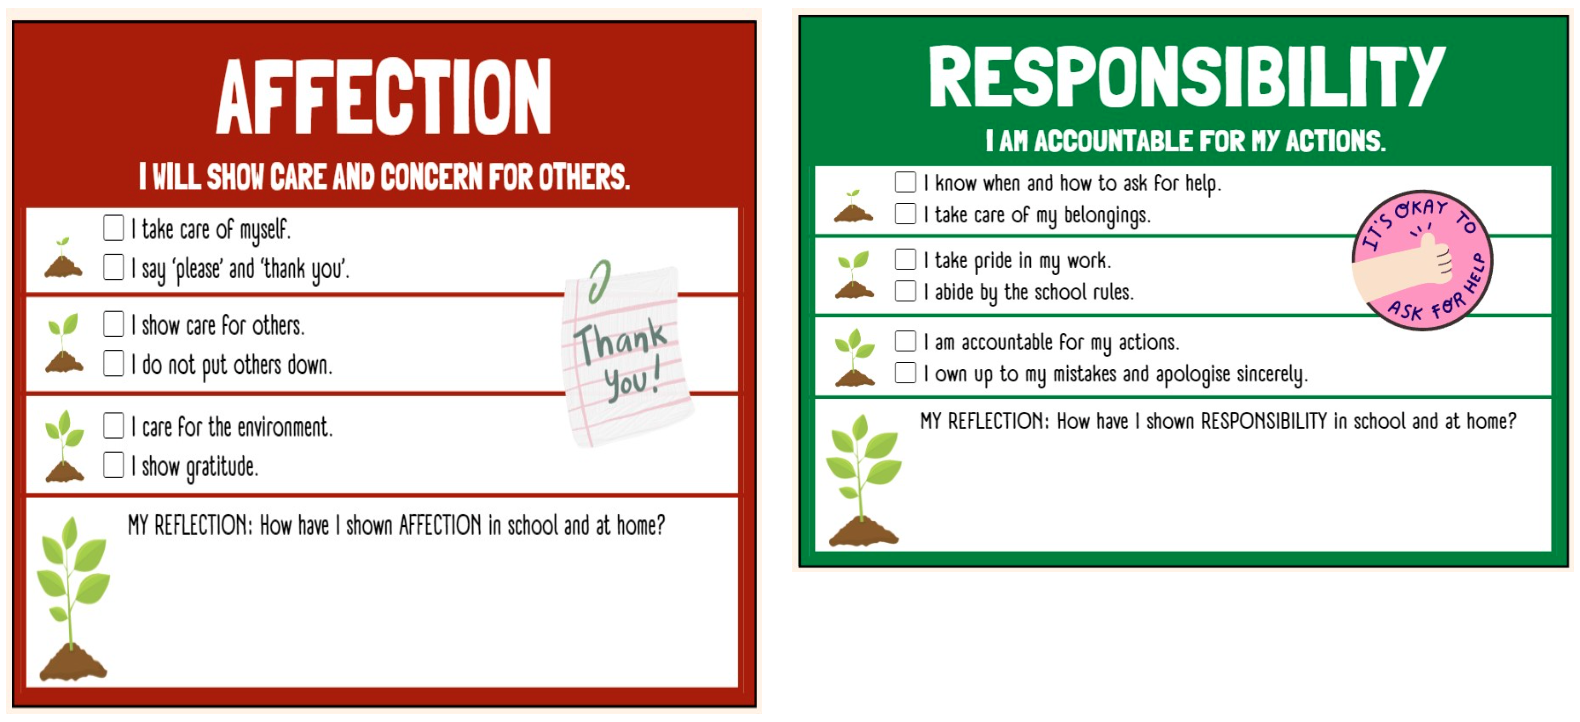 AFFECTION
I WILL SHOW CARE AND CONCERN FOR OTHERS.
I take care of myself.
I say ‘please’ and ‘thank you’.
I show care for others.
I do not put others down.
Thank
you!
I care for the environment.
I show gratitude.
MY REFLECTION: How have I shown AFFECTION in school and at home?
RESPONSIBILITY
I AM ACCOUNTABLE FOR MY ACTIONS.
I know when and how to ask for help.
I take care of my belongings.
IT'S OKAY TO
ASK FOR HELP
I take pride in my work.
I abide by the school rules.
I am accountable for my actions.
I own up to my mistakes and apologise sincerely.
MY REFLECTION: How have I shown RESPONSIBILITY in school and at home?